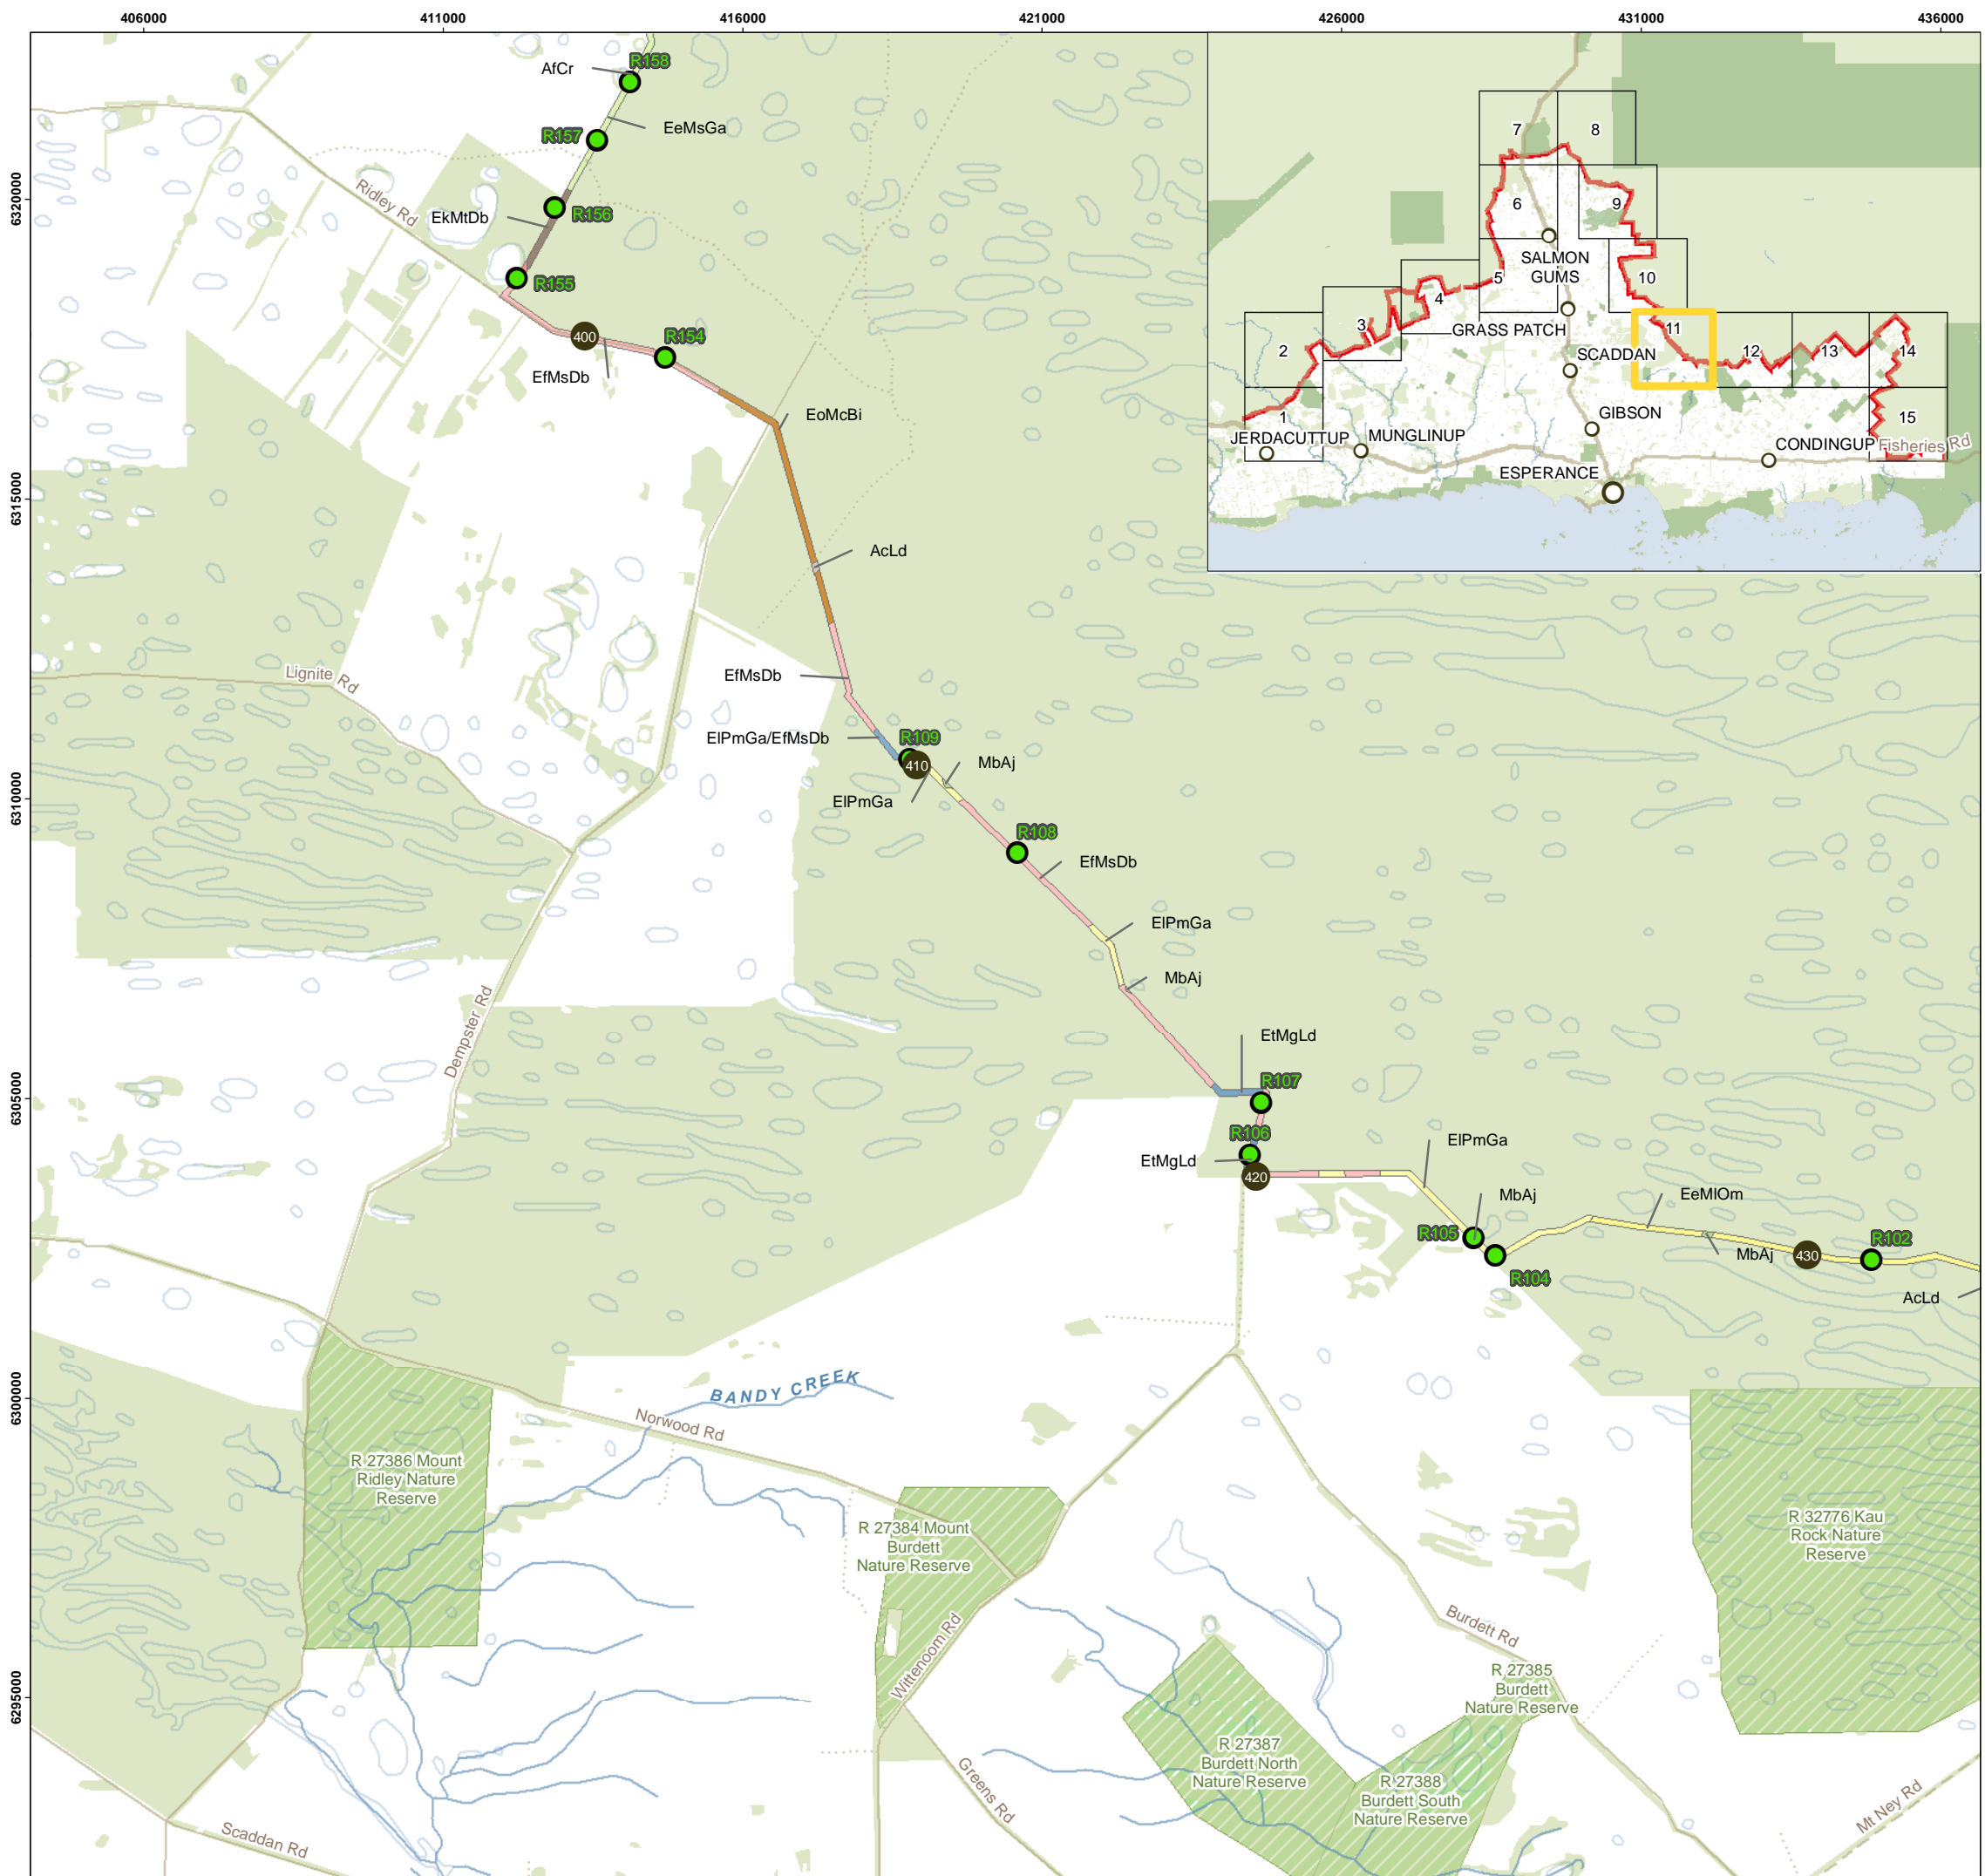 406000
411000
416000
421000
426000
431000
436000
6320000
6315000
6310000
6305000
6300000
6295000
AfCr
R158
R157
EeMsGa
EkMtDb
R156
Ridley Rd
R155
400
R154
EfMsDb
EoMcBi
AcLd
Lignite Rd
EfMsDb
ElPmGa/EfMsDb
R109
410
MbAj
ElPmGa
R108
EfMsDb
ElPmGa
MbAj
Dempster Rd
EtMgLd
R107
R106
EtMgLd
420
ElPmGa
MbAj
R105
R104
EeMlOm
MbAj
430
R102
AcLd
BANDY CREEK
Norwood Rd
R 27386 Mount
Ridley Nature
Reserve
R 27384 Mount
Burdett
Nature Reserve
R 32776 Kau
Rock Nature
Reserve
Wittenoom Rd
Burdett Rd
R 27385
Burdett
Nature Reserve
R 27387
Burdett North
Nature Reserve
R 27388
Burdett South
Nature Reserve
Greens Rd
Scaddan Rd
Mt Ney Rd
7
8
6
9
SALMON
GUMS
5
10
4
3
GRASS PATCH
11
2
SCADDAN
12
13
14
1
GIBSON
15
JERDACUTTUP
MUNGLINUP
CONDINGUP
Fisheries Rd
ESPERANCE